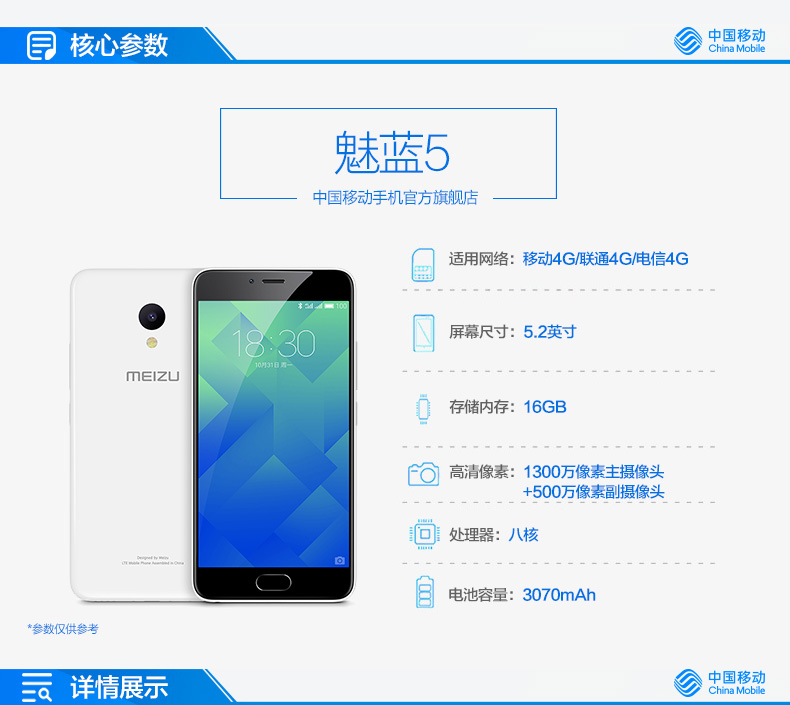 核心参数
中国移动
China Mobile
魅蓝5
中国移动手机官方旗舰店
适用网络：移动4G/联通4G/电信4G
屏幕尺寸：5.2英寸
存储内存：16GB
高清像素：1300万像素主摄像头
+500万像素副摄像头
处理器：八核
电池容量：3070mAh
MEIZU
100
18:30
10月31日 周一
Designed by Meizu
LTE Mobile Phone Assembled in China
*参数仅供参考
详情展示
中国移动
China Mobile